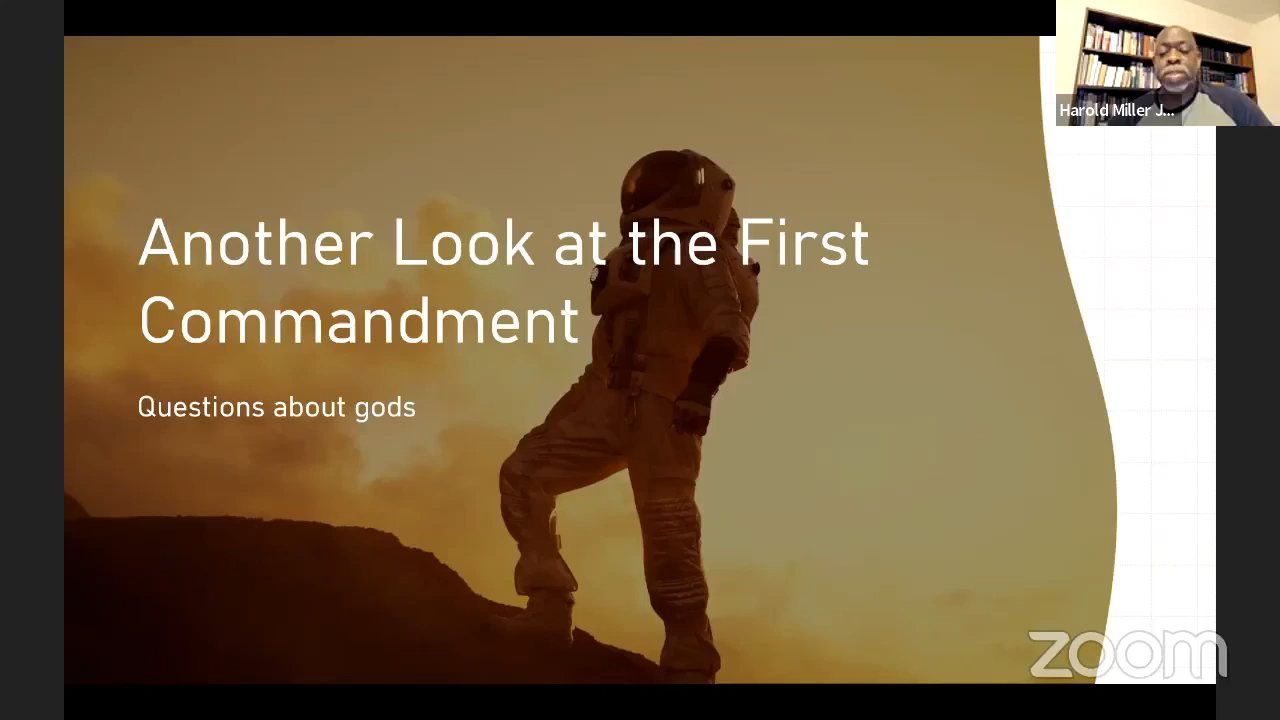 Harold Miller J...
Another Look at the First
Commandment
Questions about gods
zoom